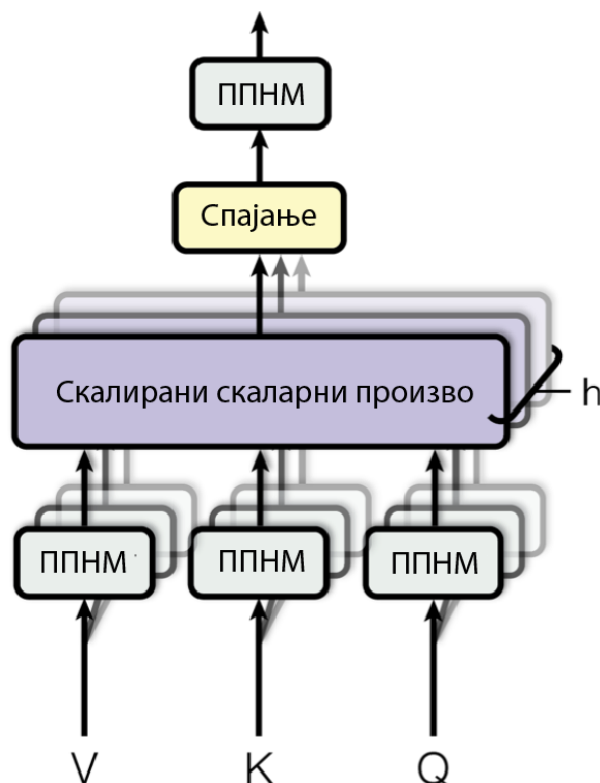 ППНМ
Спајање
Скалирани скаларни произво
h
ППНМ ППНМ ППНМ
V K Q